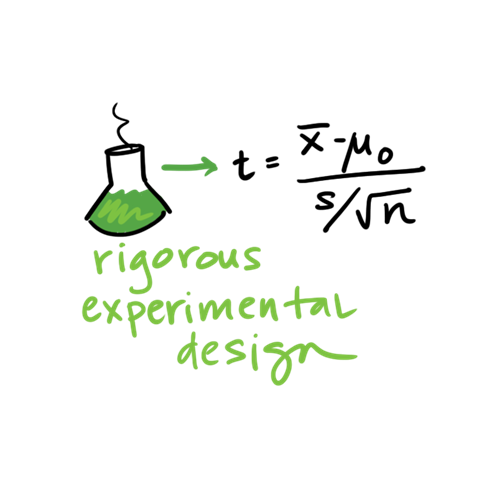 t = x̄ - μ₀ / s/√n
rigorous
experimental
design